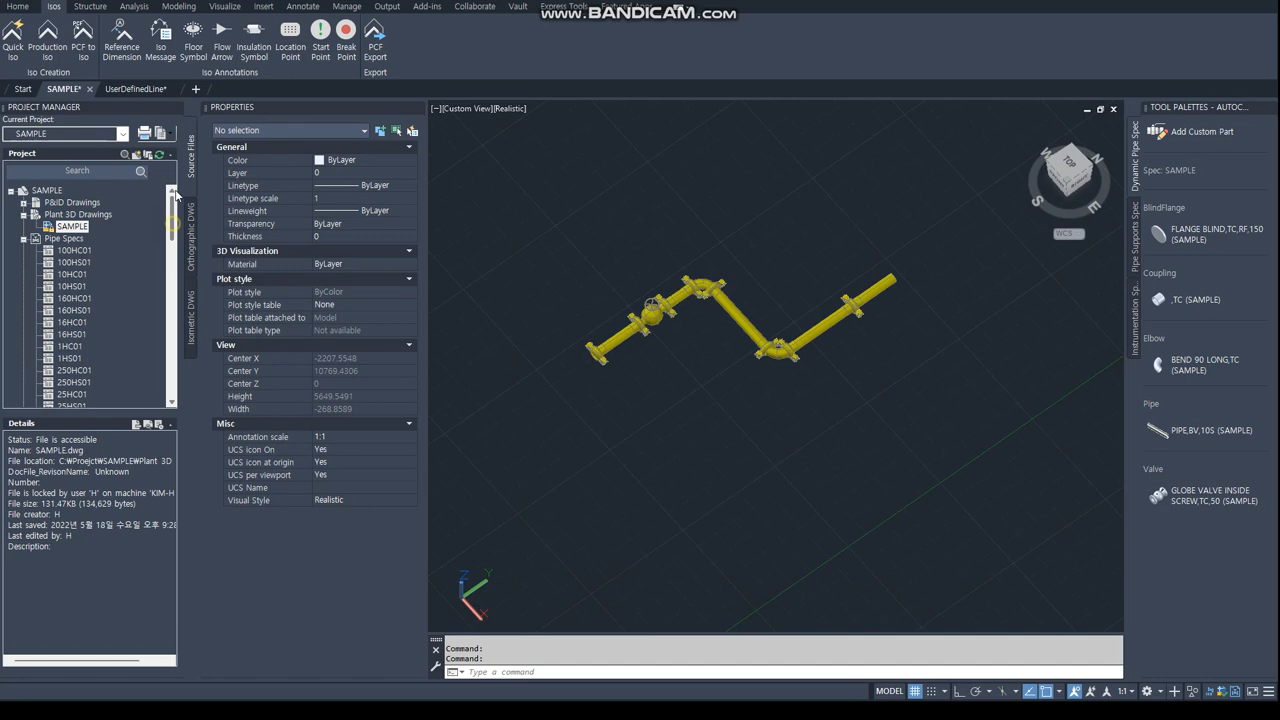 Home Isos Structure Analysis Modeling Visualize Insert Annotate Manage Output Add-ins Collaborate Vault Express Tools Featured Apps
www.BANDICAM.com
Quick Iso Production Iso PCF to Iso Reference Dimension Iso Message Floor Symbol Flow Arrow Insulation Symbol Location Point Start Point Break Point PCF Export
Iso Creation Iso Annotations Export
Start SAMPLE* UserDefinedLine*
PROJECT MANAGER
Current Project:
SAMPLE
Project
Search
SAMPLE
P&ID Drawings
Plant 3D Drawings
SAMPLE
Pipe Specs
100HC01
100HS01
10HC01
10HS01
160HC01
160HS01
16HC01
16HS01
1HC01
1HS01
250HC01
250HS01
25HC01
25HS01
Source Files
Orthographic DWG
Isometric DWG
Details
Status: File is accessible
Name: SAMPLE.dwg
File location: C:₩Proejct₩SAMPLE₩Plant 3D
DocFile_RevisonName: Unknown
Number:
File is locked by user 'H' on machine 'KIM-H
File size: 131.47KB (134,629 bytes)
File creator: H
Last saved: 2022년 5월 18일 수요일 오후 9:28
Last edited by: H
Description:
PROPERTIES
No selection
General
Color ByLayer
Layer 0
Linetype ByLayer
Linetype scale 1
Lineweight ByLayer
Transparency ByLayer
Thickness 0
3D Visualization
Material ByLayer
Plot style
Plot style ByColor
Plot style table None
Plot table attached to Model
Plot table type Not available
View
Center X -2207.5548
Center Y 10769.4306
Center Z 0
Height 5649.5491
Width -268.8589
Misc
Annotation scale 1:1
UCS icon On Yes
UCS icon at origin Yes
UCS per viewport Yes
UCS Name
Visual Style Realistic
[−][Custom View][Realistic]
TOP
W N S E
WCS
Z Y X
Command:
Command:
Type a command
TOOL PALETTES - AUTOC...
Dynamic Pipe Spec
Pipe Supports Spec
Instrumentation Sp...
Add Custom Part
Spec: SAMPLE
BlindFlange
FLANGE BLIND,TC,RF,150
(SAMPLE)
Coupling
,TC (SAMPLE)
Elbow
BEND 90 LONG,TC
(SAMPLE)
Pipe
PIPE,BV,10S (SAMPLE)
Valve
GLOBE VALVE INSIDE
SCREW,TC,50 (SAMPLE)
MODEL 1:1